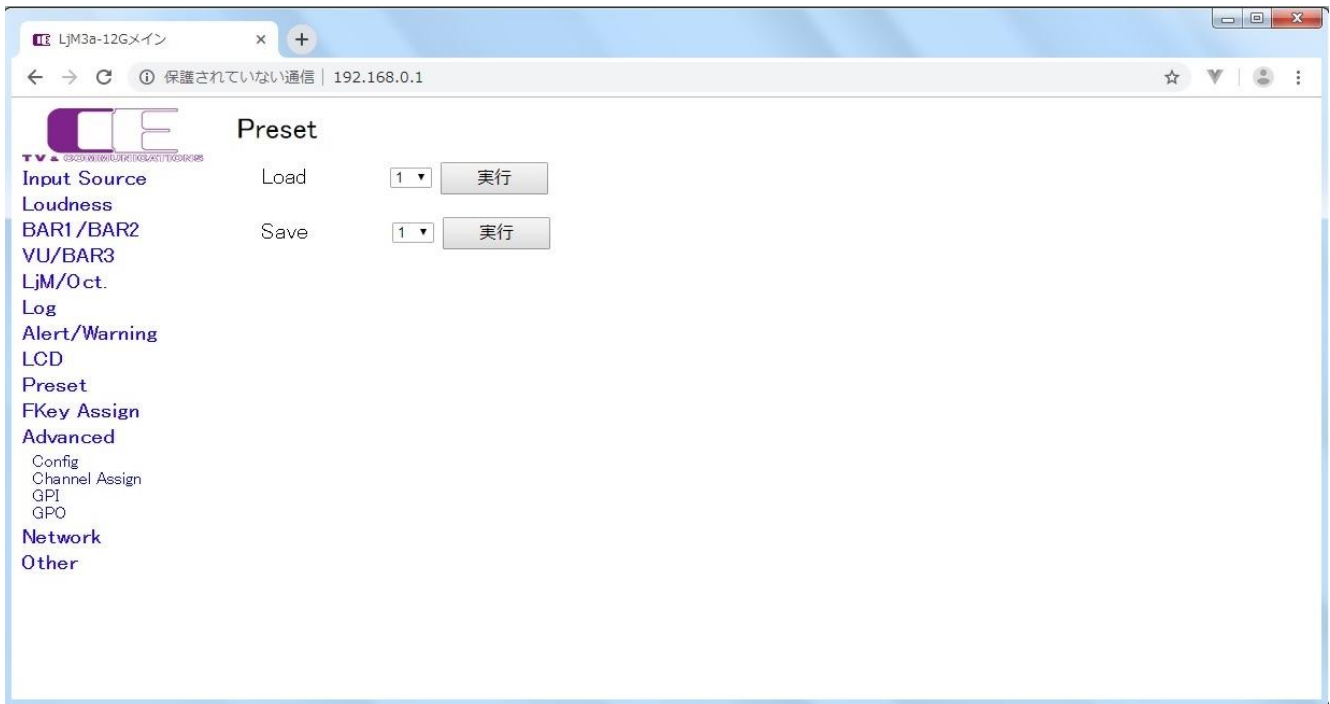 LjM3a-12Gメイン
保護されていない通信 | 192.168.0.1
TV & COMMUNICATIONS
Preset
Load 1 実行
Save 1 実行
Input Source
Loudness
BAR1/BAR2
VU/BAR3
LjM/Oct.
Log
Alert/Warning
LCD
Preset
FKey Assign
Advanced
Config
Channel Assign
GPI
GPO
Network
Other